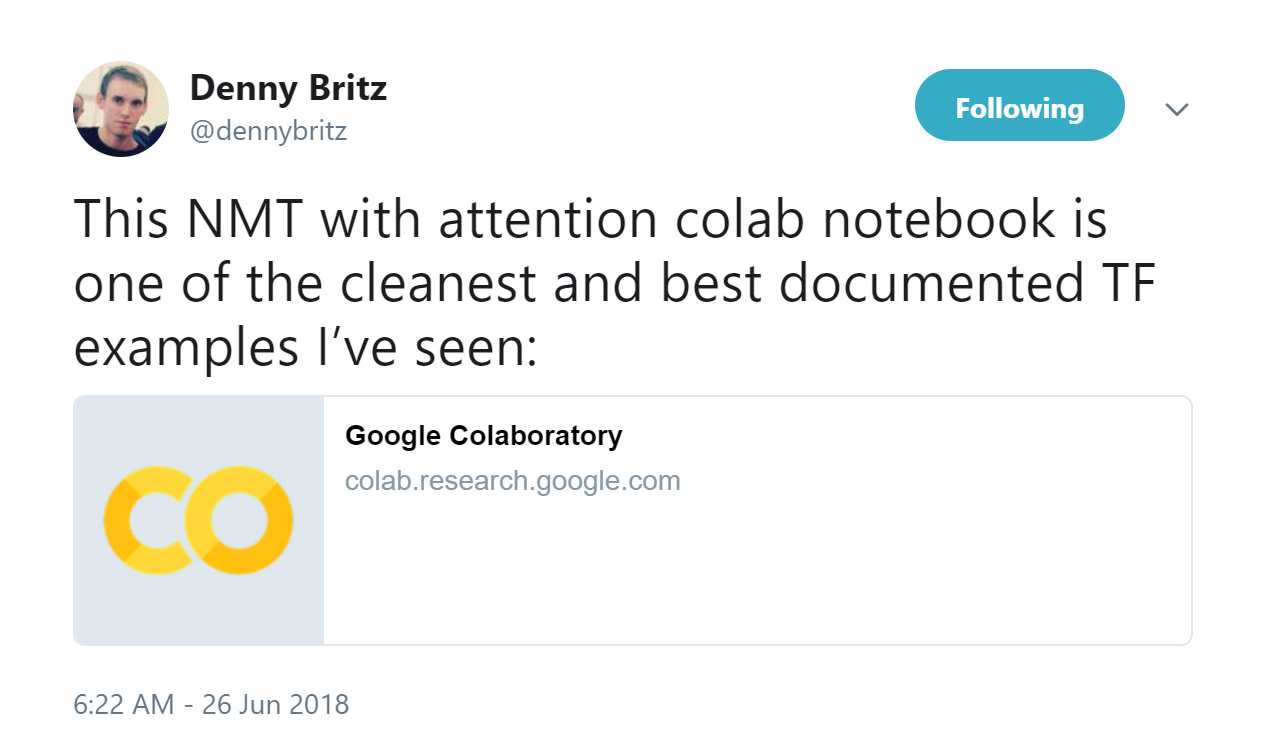 Denny Britz
@dennybritz
Following
This NMT with attention colab notebook is
one of the cleanest and best documented TF
examples I’ve seen:
CO
Google Colaboratory
colab.research.google.com
6:22 AM - 26 Jun 2018